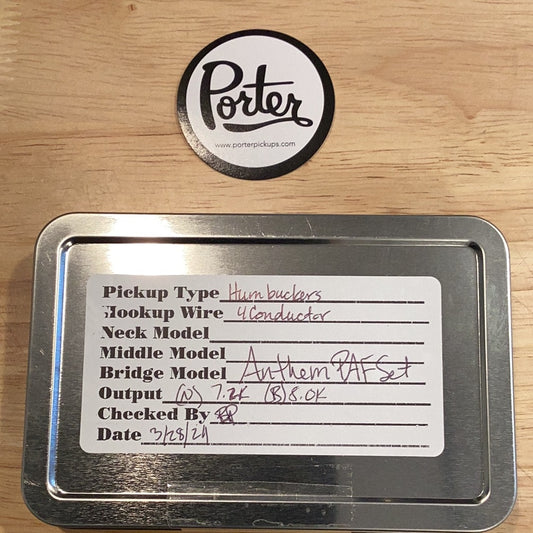 Porter
www.porterpickups.com
Pickup Type Humbuckers
Hookup Wire 4 Conductor
Neck Model
Middle Model
Bridge Model Anthem PAF Set
Output (N) 7.2K (B) 8.0K
Checked By
Date 3/28/21